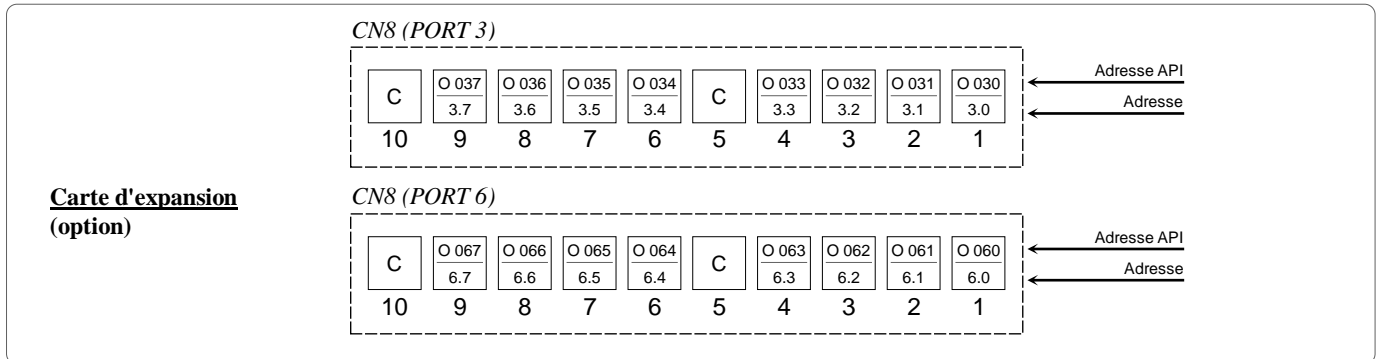 CN8 (PORT 3)
C O 037 O 036 O 035 O 034 C O 033 O 032 O 031 O 030 Adresse API
3.7 3.6 3.5 3.4 3.3 3.2 3.1 3.0 Adresse
10 9 8 7 6 5 4 3 2 1
Carte d'expansion
(option)
CN8 (PORT 6)
C O 067 O 066 O 065 O 064 C O 063 O 062 O 061 O 060 Adresse API
6.7 6.6 6.5 6.4 6.3 6.2 6.1 6.0 Adresse
10 9 8 7 6 5 4 3 2 1